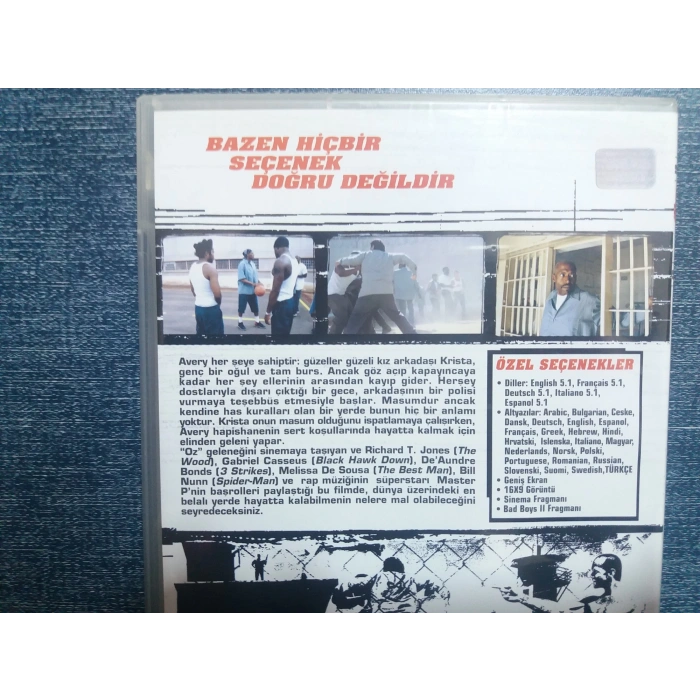 BAZEN HİÇBİR
SEÇENEK
DOĞRU DEĞİLDİR
Avery her şeye sahiptir: güzeller güzeli kız arkadaşı Krista,
genç bir oğul ve tam burs. Ancak göz açıp kapayıncaya
kadar her şey ellerinin arasından kayıp gider. Herşey
dostlarıyla dışarı çıktığı bir gece, arkadaşının bir polisi
vurmaya teşebbüs etmesiyle başlar. Masumdur ancak
kendine has kuralları olan bir yerde bunun hiç bir anlamı
yoktur. Krista onun masum olduğunu ispatlamaya çalışırken,
Avery hapishanenin sert koşullarında hayatta kalmak için
elinden geleni yapar.
"Oz" geleneğini sinemaya taşıyan ve Richard T. Jones (The
Wood), Gabriel Casseus (Black Hawk Down), De'Aundre
Bonds (3 Strikes), Melissa De Sousa (The Best Man), Bill
Nunn (Spider-Man) ve rap müziğinin süperstarı Master
P'nin başrolleri paylaştığı bu filmde, dünya üzerindeki en
belalı yerde hayatta kalabilmenin nelere mal olabileceğini
seyredeceksiniz.
ÖZEL SEÇENEKLER
• Diller: English 5.1, Français 5.1,
Deutsch 5.1, Italiano 5.1,
Espanol 5.1
• Altyazılar: Arabic, Bulgarian, Ceske,
Dansk, Deutsch, English, Espanol,
Français, Greek, Hebrew, Hindi,
Hrvatski, Islenska, Italiano, Magyar,
Nederlands, Norsk, Polski,
Portuguese, Romanian, Russian,
Slovenski, Suomi, Swedish,TÜRKÇE
• Geniş Ekran
• 16X9 Görüntü
• Sinema Fragmanı
• Bad Boys II Fragmanı